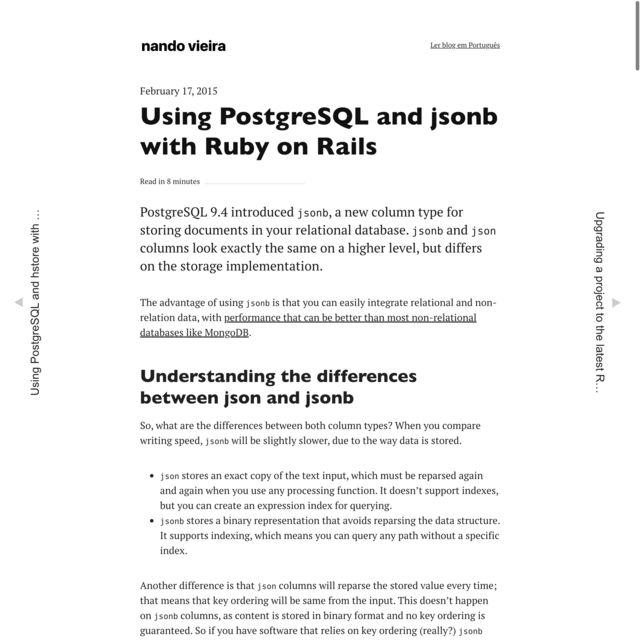 nando vieira
Ler blog em Português
February 17, 2015
Using PostgreSQL and jsonb
with Ruby on Rails
Read in 8 minutes
PostgreSQL 9.4 introduced jsonb, a new column type for
storing documents in your relational database. jsonb and json
columns look exactly the same on a higher level, but differs
on the storage implementation.
The advantage of using jsonb is that you can easily integrate relational and non-
relation data, with performance that can be better than most non-relational
databases like MongoDB.
Understanding the differences
between json and jsonb
So, what are the differences between both column types? When you compare
writing speed, jsonb will be slightly slower, due to the way data is stored.
• json stores an exact copy of the text input, which must be reparsed again
and again when you use any processing function. It doesn’t support indexes,
but you can create an expression index for querying.
• jsonb stores a binary representation that avoids reparsing the data structure.
It supports indexing, which means you can query any path without a specific
index.
Another difference is that json columns will reparse the stored value every time;
that means that key ordering will be same from the input. This doesn’t happen
on jsonb columns, as content is stored in binary format and no key ordering is
guaranteed. So if you have software that relies on key ordering (really?) jsonb
Using PostgreSQL and hstore with …
Upgrading a project to the latest R…